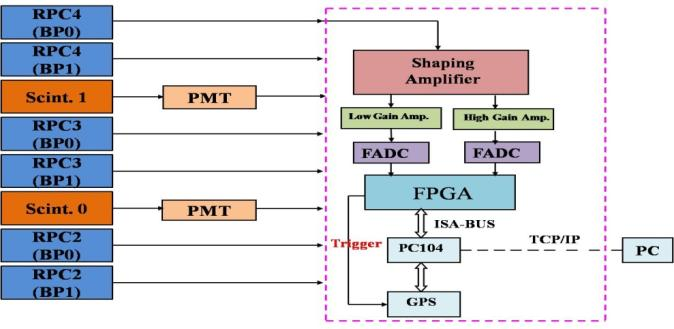 RPC4
(BP0)
RPC4
(BP1)
Scint. 1
PMT
RPC3
(BP0)
RPC3
(BP1)
Scint. 0
PMT
RPC2
(BP0)
RPC2
(BP1)
Shaping
Amplifier
Low Gain Amp.
High Gain Amp.
FADC
FADC
FPGA
ISA-BUS
Trigger
PC104
TCP/IP
PC
GPS